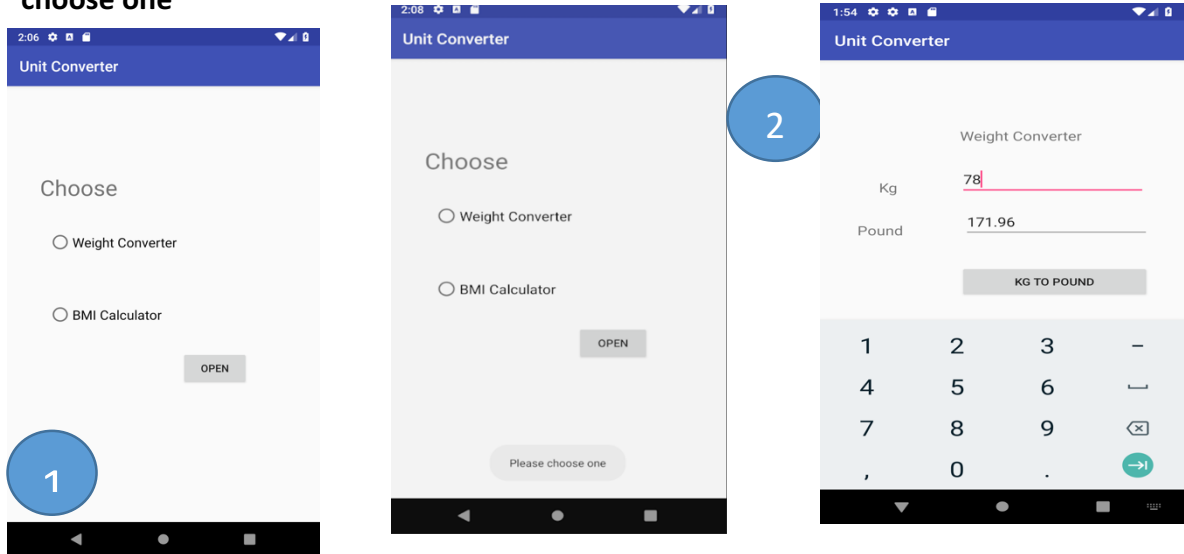 choose one
2:06
Unit Converter
Choose
Weight Converter
BMI Calculator
OPEN
1
2:08
Unit Converter
Choose
Weight Converter
BMI Calculator
OPEN
Please choose one
2
1:54
Unit Converter
Weight Converter
Kg 78
Pound 171.96
KG TO POUND
1 2 3 -
4 5 6
7 8 9
, 0 .